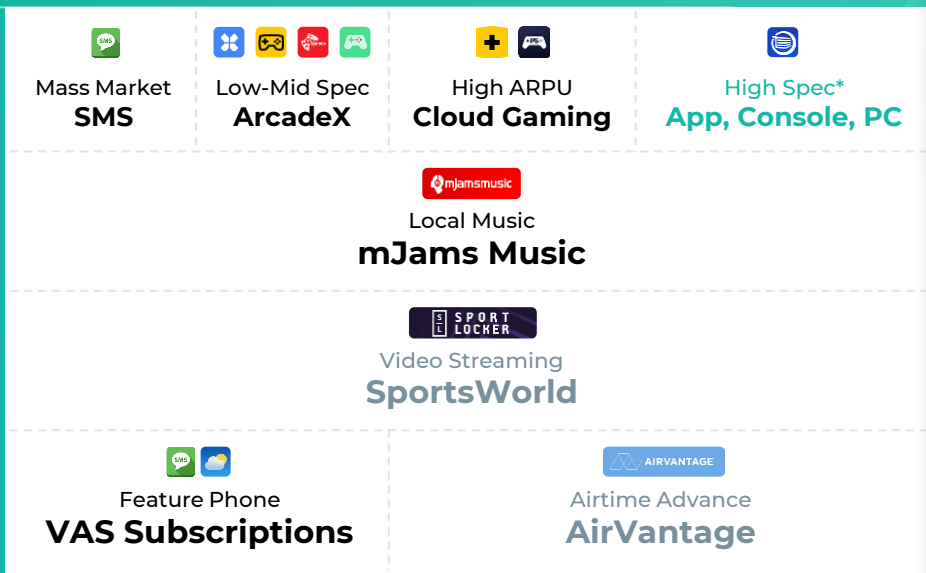 SMS
Mass Market
SMS
Low-Mid Spec
ArcadeX
High ARPU
Cloud Gaming
High Spec*
App, Console, PC
mjamsmusic
Local Music
mJams Music
S L SPORT LOCKER
Video Streaming
SportsWorld
SMS
Feature Phone
VAS Subscriptions
AIRVANTAGE
Airtime Advance
AirVantage